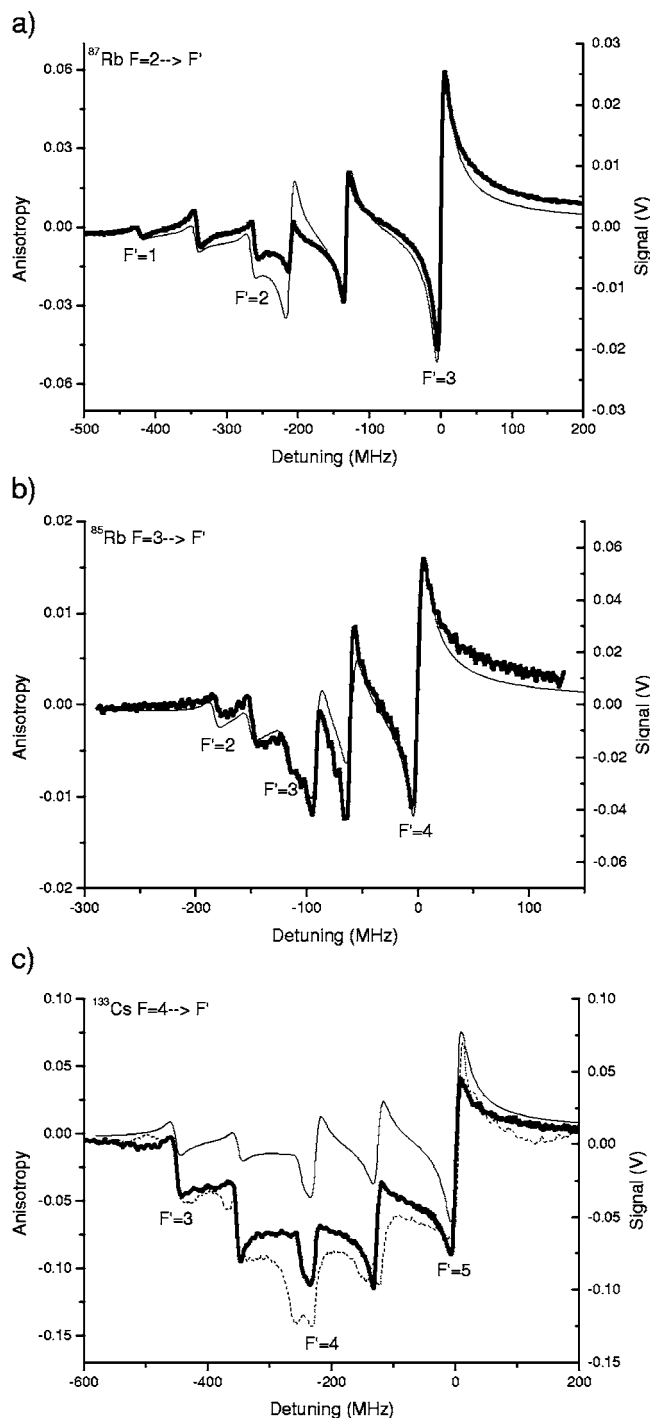 a)
⁸⁷Rb F=2--> F'
0.06
0.03
0.00
-0.03
-0.06
Anisotropy
0.03
0.02
0.01
0.00
-0.01
-0.02
-0.03
Signal (V)
F'=1
F'=2
F'=3
-500 -400 -300 -200 -100 0 100 200
Detuning (MHz)
b)
⁸⁵Rb F=3--> F'
0.02
0.01
0.00
-0.01
-0.02
Anisotropy
0.06
0.04
0.02
0.00
-0.02
-0.04
-0.06
Signal (V)
F'=2
F'=3
F'=4
-300 -200 -100 0 100
Detuning (MHz)
c)
¹³³Cs F=4--> F'
0.10
0.05
0.00
-0.05
-0.10
-0.15
Anisotropy
0.10
0.05
0.00
-0.05
-0.10
-0.15
Signal (V)
F'=3
F'=4
F'=5
-600 -400 -200 0 200
Detuning (MHz)